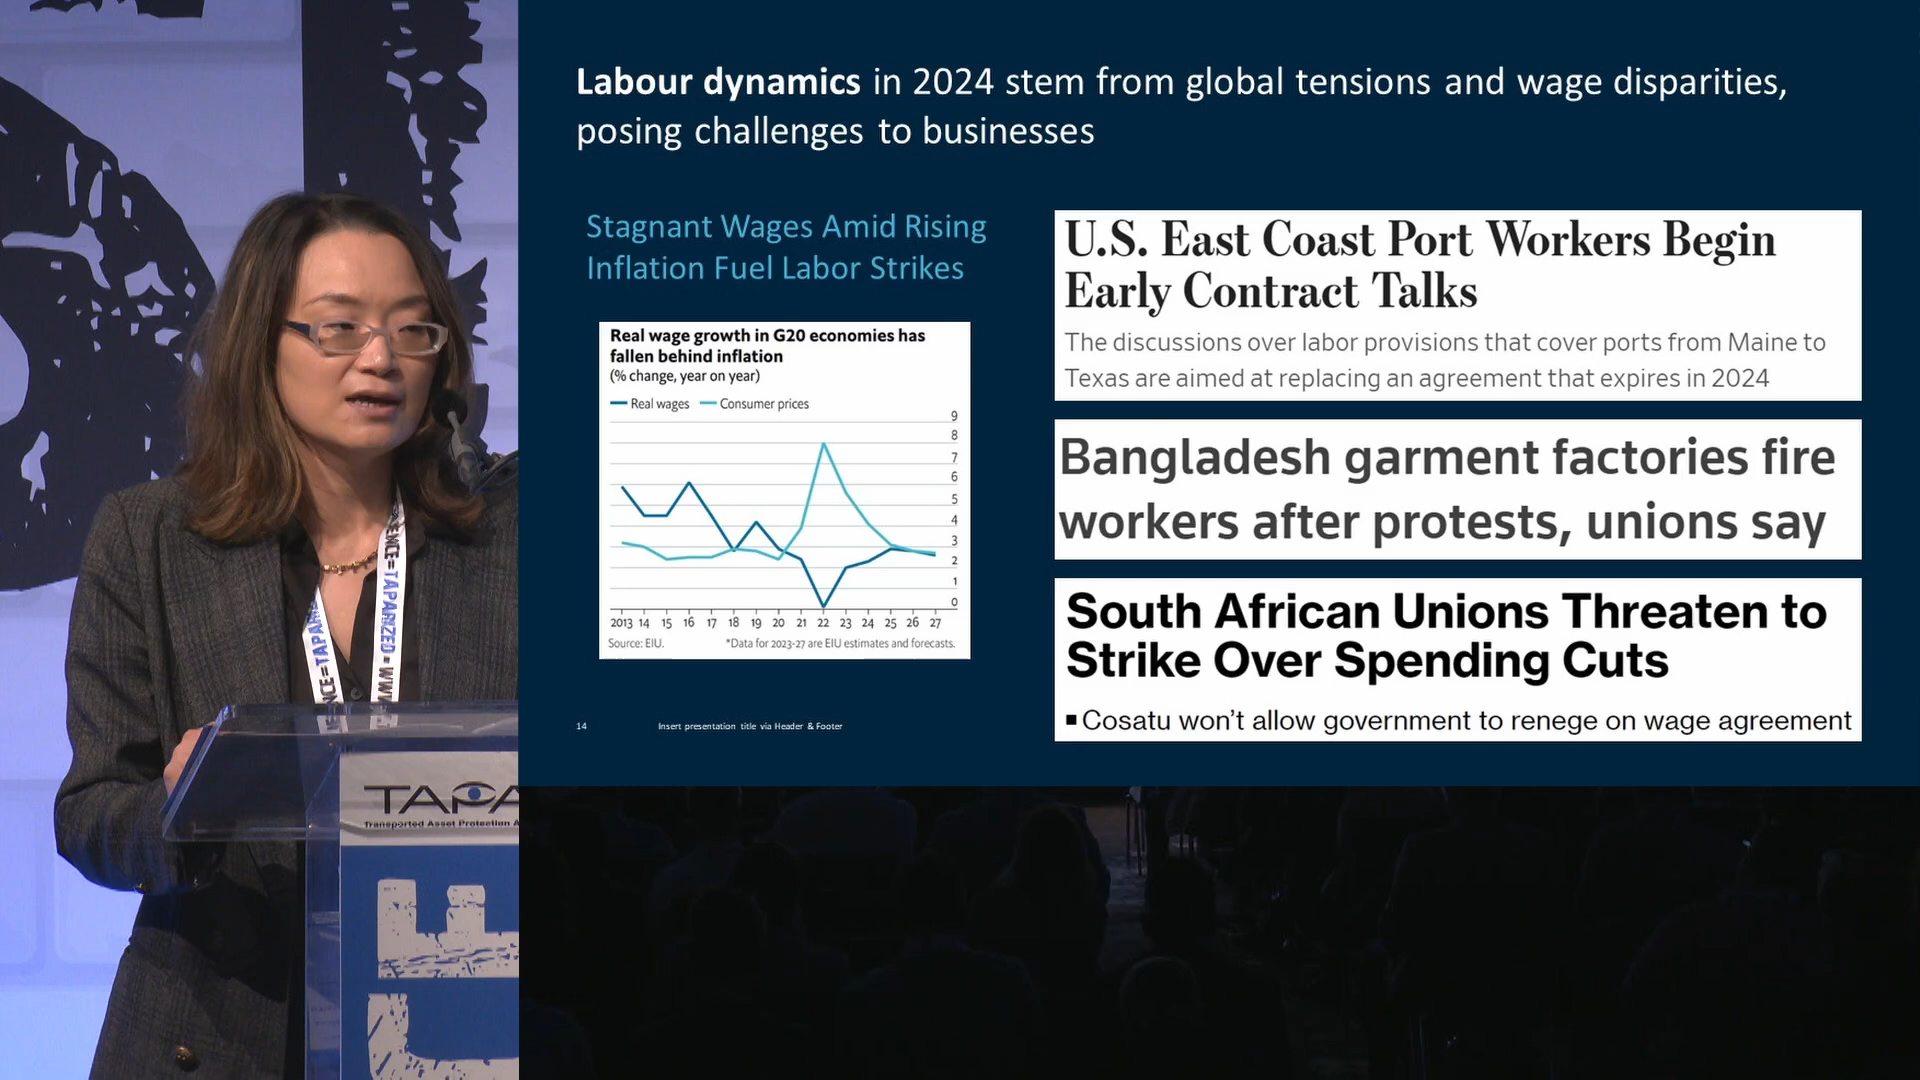 Labour dynamics in 2024 stem from global tensions and wage disparities,
posing challenges to businesses
Stagnant Wages Amid Rising
Inflation Fuel Labor Strikes
Real wage growth in G20 economies has
fallen behind inflation
(% change, year on year)
Real wages Consumer prices
9
8
7
6
5
4
3
2
1
0
2013 14 15 16 17 18 19 20 21 22 23 24 25 26 27
Source: EIU. *Data for 2023-27 are EIU estimates and forecasts.
14 Insert presentation title via Header & Footer
U.S. East Coast Port Workers Begin
Early Contract Talks
The discussions over labor provisions that cover ports from Maine to
Texas are aimed at replacing an agreement that expires in 2024
Bangladesh garment factories fire
workers after protests, unions say
South African Unions Threaten to
Strike Over Spending Cuts
▪ Cosatu won't allow government to renege on wage agreement
ENCE=TAPARIZED=WWW
NCE=TAPARI
TAPA
Transported Asset Protection A